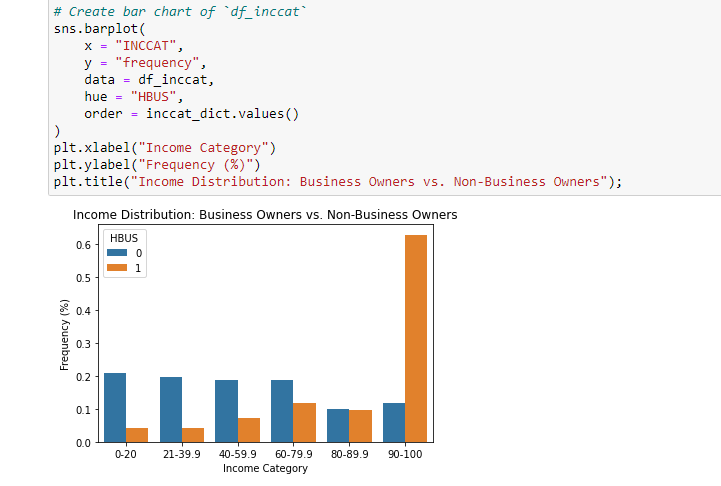 # Create bar chart of `df_inccat`
sns.barplot(
    x = "INCCAT",
    y = "frequency",
    data = df_inccat,
    hue = "HBUS",
    order = inccat_dict.values()
)
plt.xlabel("Income Category")
plt.ylabel("Frequency (%)")
plt.title("Income Distribution: Business Owners vs. Non-Business Owners");
Income Distribution: Business Owners vs. Non-Business Owners
HBUS
0
1
Frequency (%)
0.6
0.5
0.4
0.3
0.2
0.1
0.0
0-20 21-39.9 40-59.9 60-79.9 80-89.9 90-100
Income Category